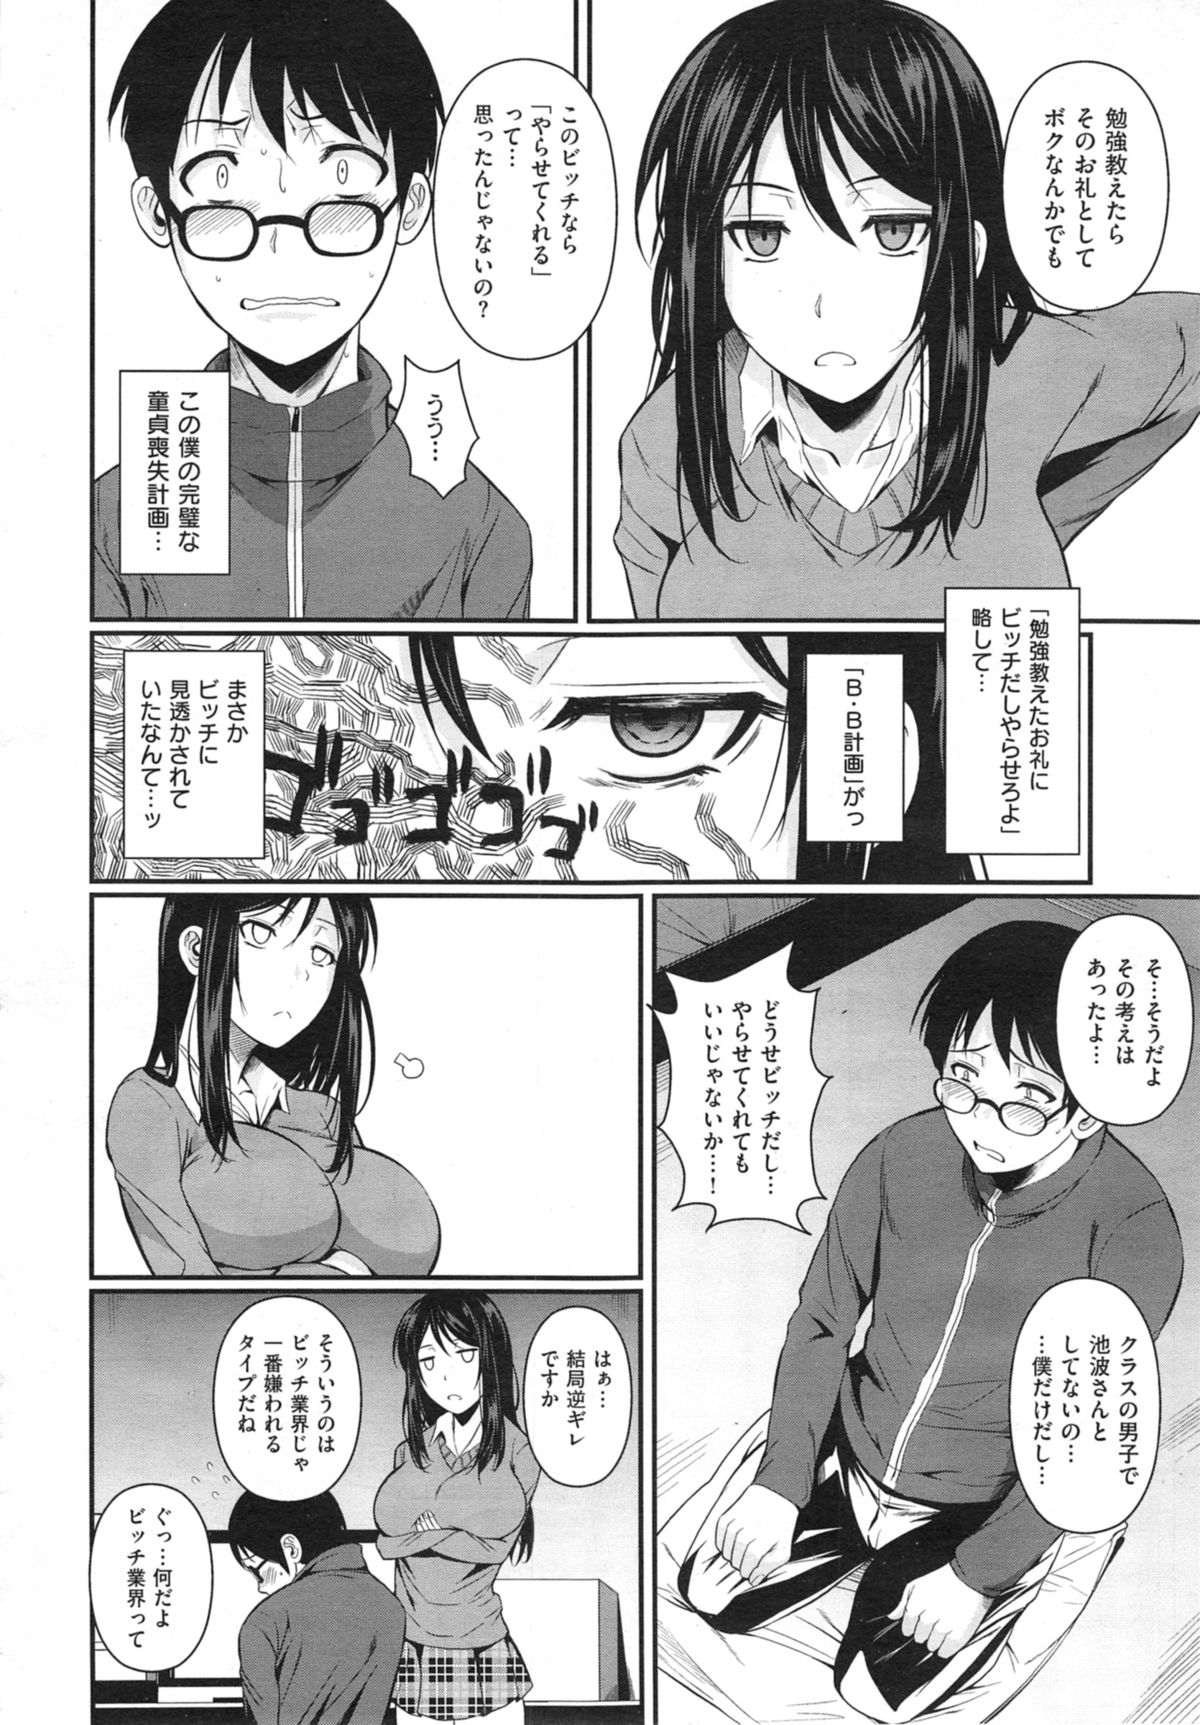 勉強教えたら
そのお礼として
ボクなんかでも
このビッチなら
「やらせてくれる」
って…
思ったんじゃないの？
うう…
この僕の完璧な
童貞喪失計画…
「勉強教えたお礼に
ビッチだしやらせろよ」
略して…
「B・B計画」がっ
まさか
ビッチに
見透かされて
いたなんて…ッ
ゴゴゴゴ
そ…そうだよ
その考えは
あったよ…
どうせビッチだし…
やらせてくれても
いいじゃないか…！
クラスの男子で
池波さんと
してないの…
…僕だけだし…
はぁ…
結局逆ギレ
ですか
そういうのは
ビッチ業界じゃ
一番嫌われる
タイプだね
ぐっ…何だよ
ビッチ業界って